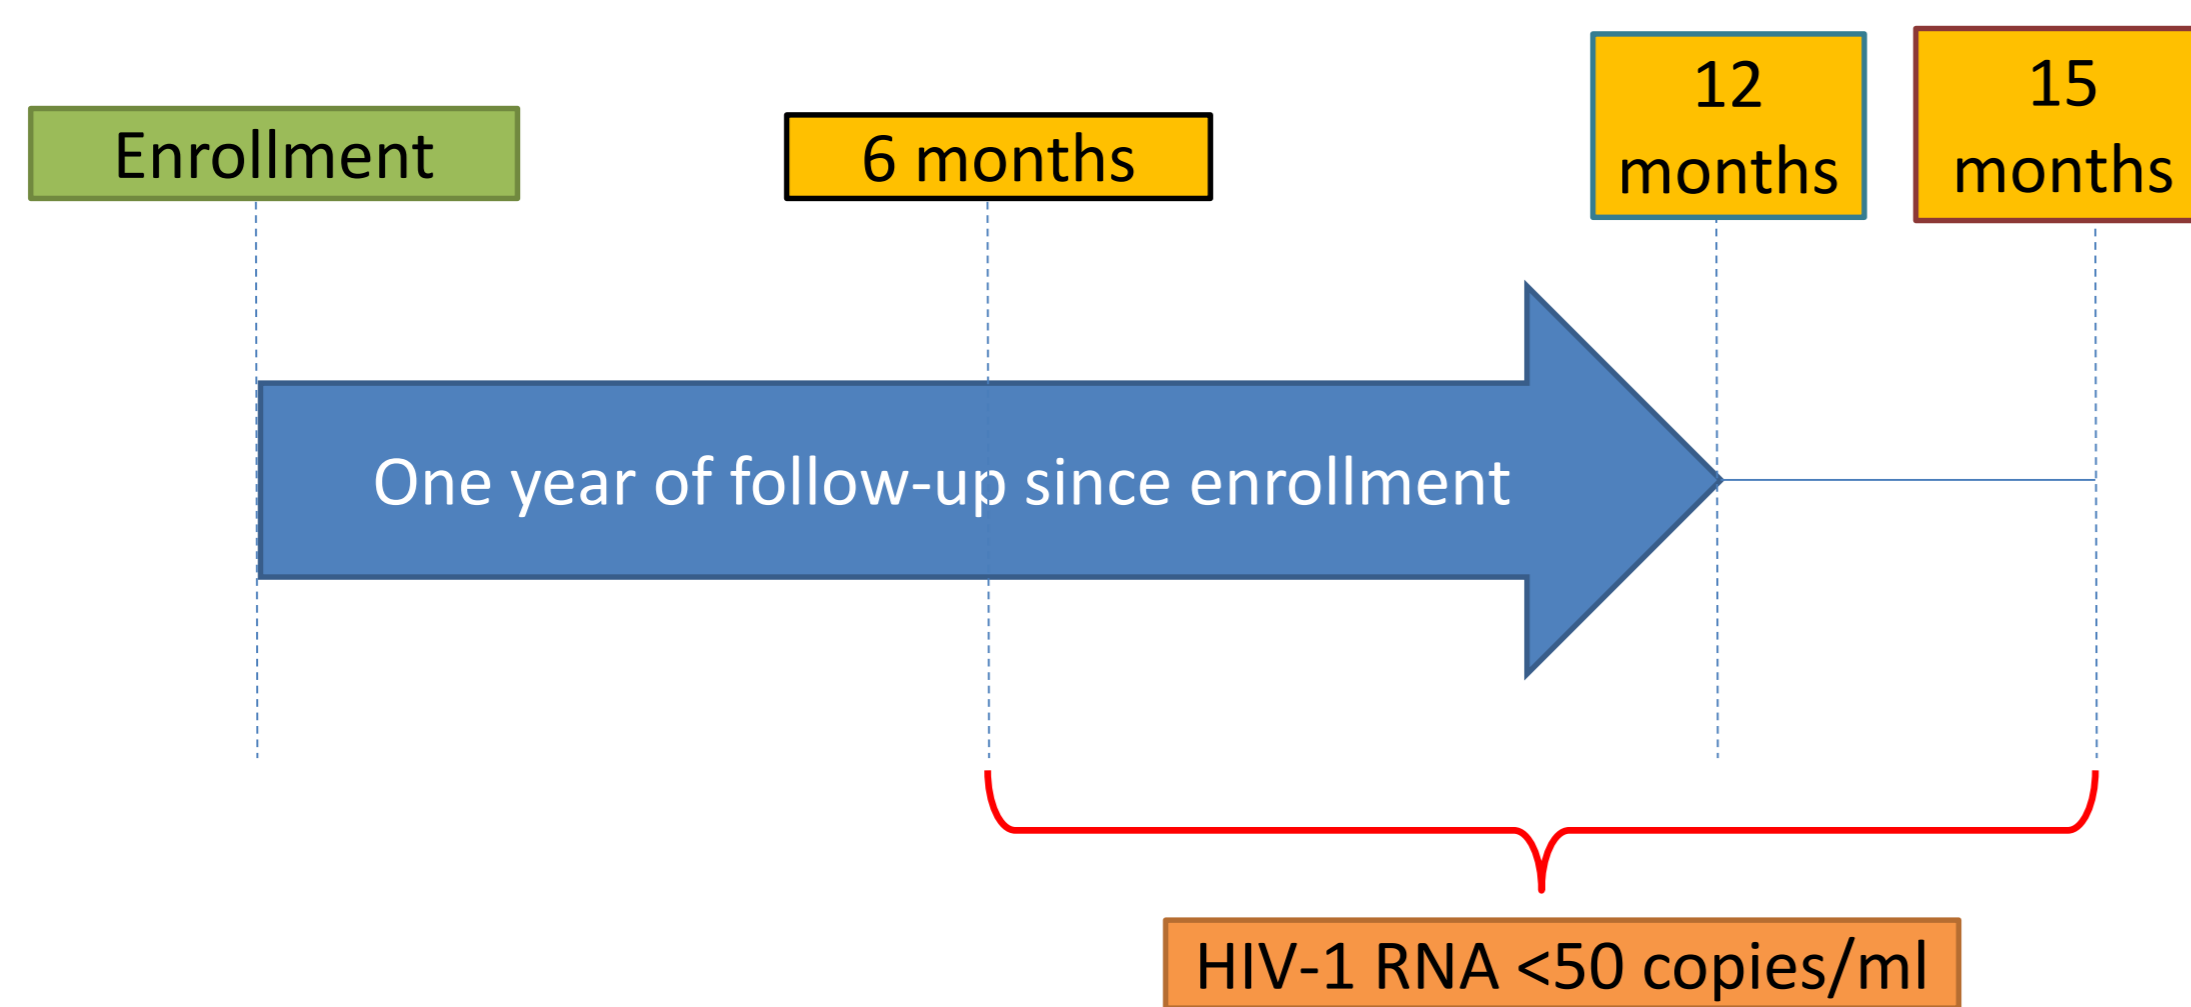 Enrollment
6 months
12
months
15
months
One year of follow-up since enrollment
HIV-1 RNA <50 copies/ml